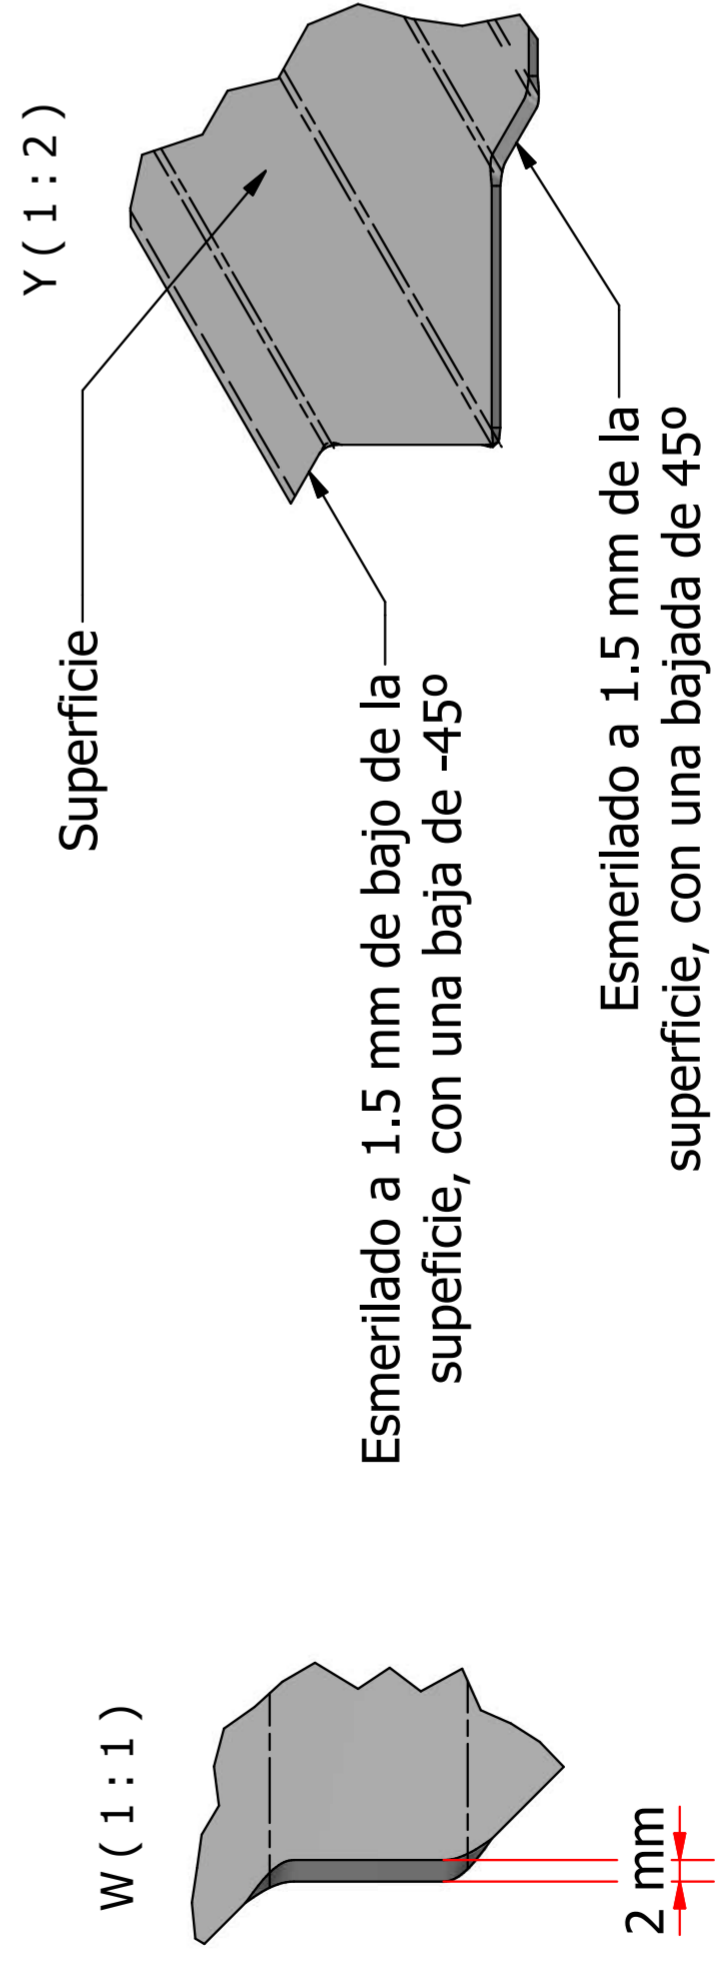 W ( 1 : 1 )
2 mm
Y ( 1 : 2 )
Superficie
Esmerilado a 1.5 mm de bajo de la
supeficie, con una baja de -45º
Esmerilado a 1.5 mm de la
superficie, con una bajada de 45º